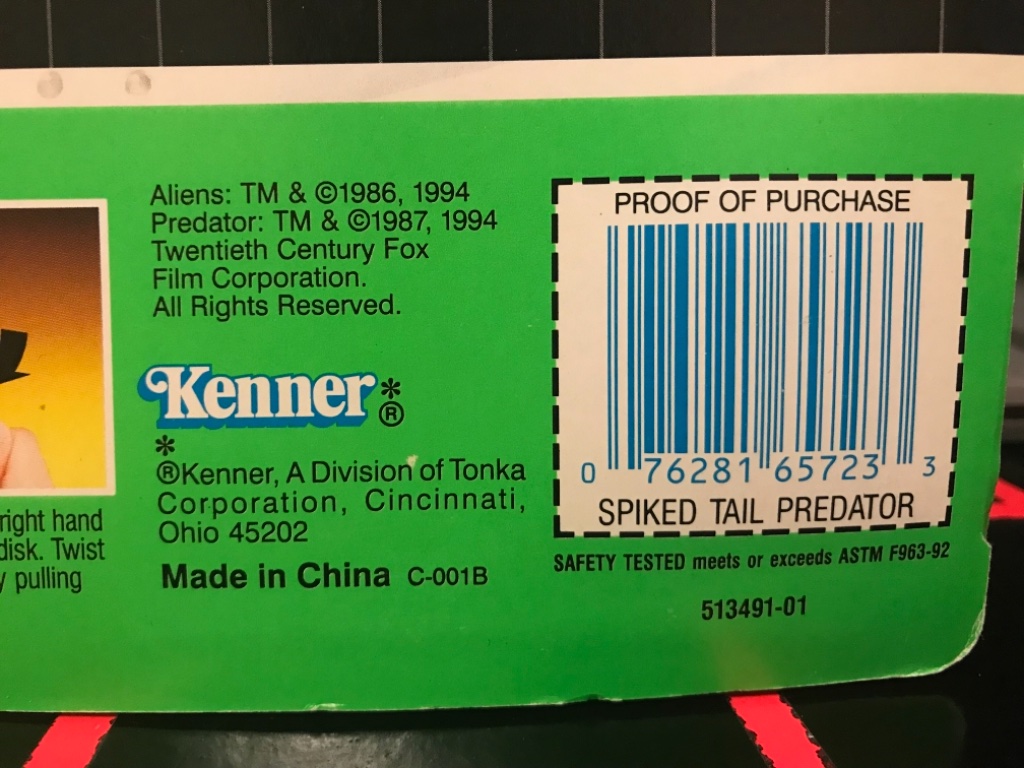 Aliens: TM & ©1986, 1994
Predator: TM & ©1987, 1994
Twentieth Century Fox
Film Corporation.
All Rights Reserved.
Kenner*®
*
®Kenner, A Division of Tonka
Corporation, Cincinnati,
Ohio 45202
Made in China C-001B
right hand
disk. Twist
pulling
PROOF OF PURCHASE
0 76281 65723 3
SPIKED TAIL PREDATOR
SAFETY TESTED meets or exceeds ASTM F963-92
513491-01